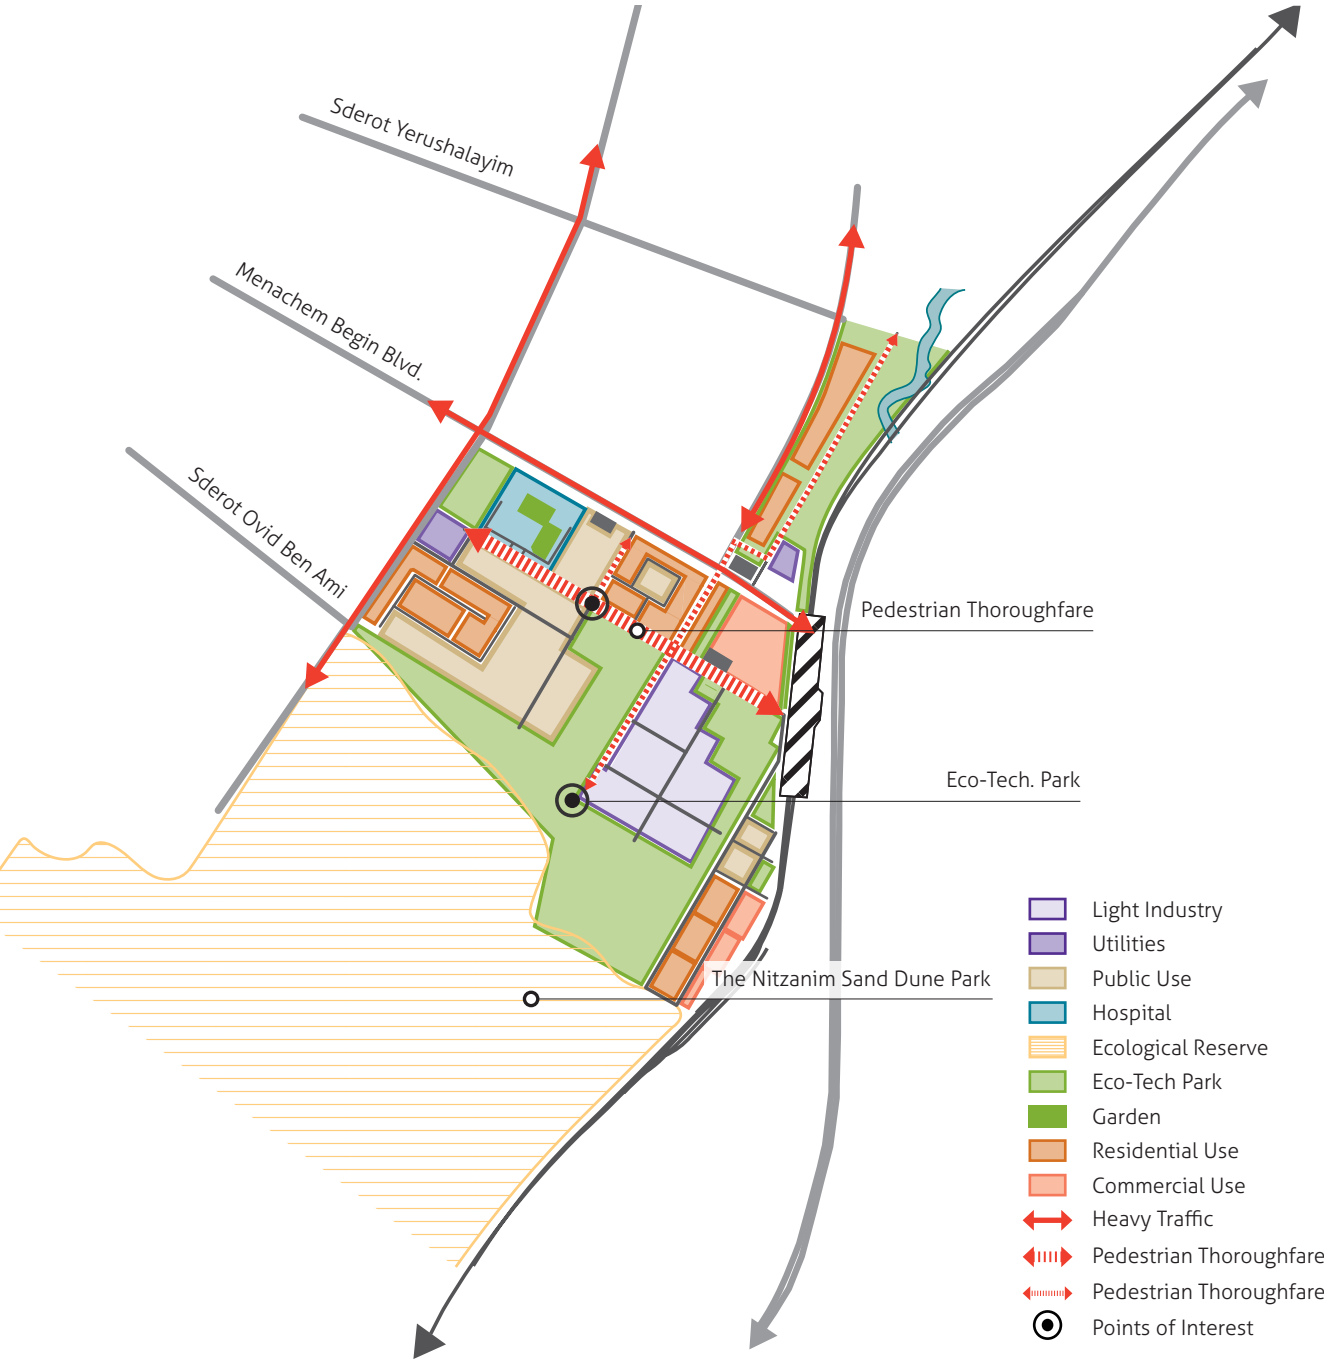 Sderot Yerushalayim
Menachem Begin Blvd.
Sderot Ovid Ben Ami
Pedestrian Thoroughfare
Eco-Tech. Park
The Nitzanim Sand Dune Park
Light Industry
Utilities
Public Use
Hospital
Ecological Reserve
Eco-Tech Park
Garden
Residential Use
Commercial Use
Heavy Traffic
Pedestrian Thoroughfare
Pedestrian Thoroughfare
Points of Interest